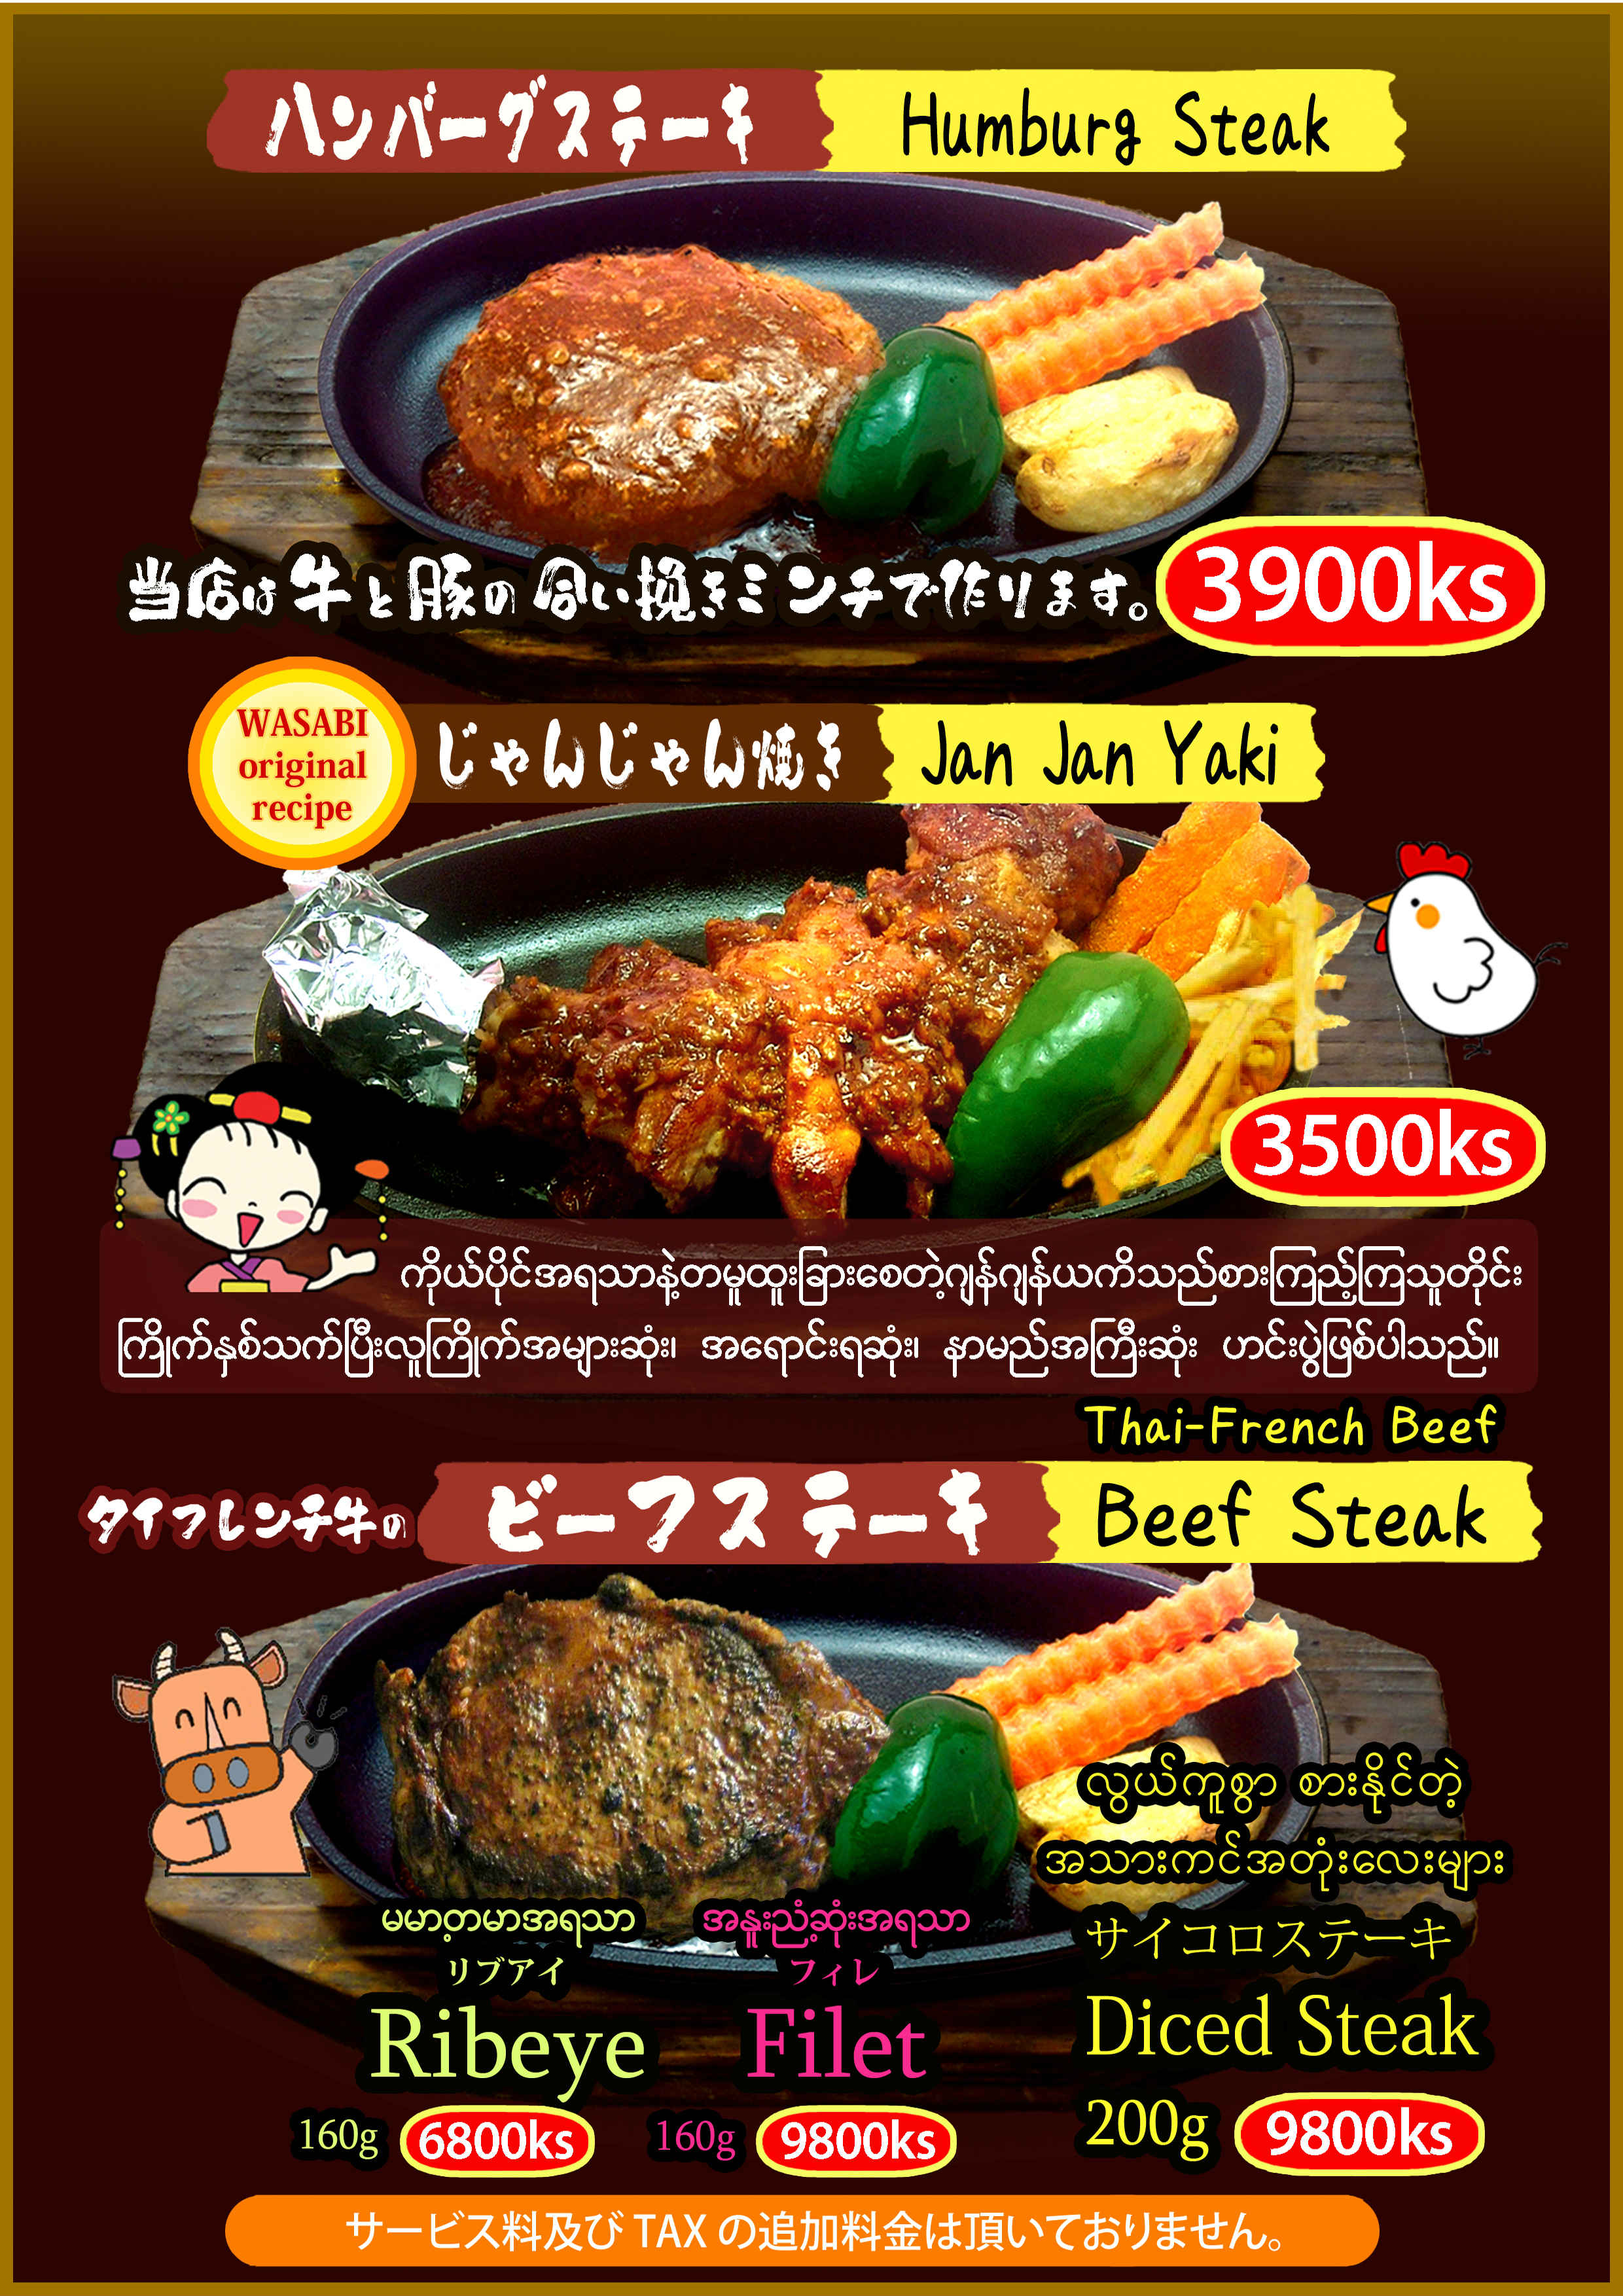 ハンバーグステーキ Humburg Steak
当店は牛と豚の合い挽きミンチで作ります。 3900ks
WASABI
original
recipe
じゃんじゃん焼き Jan Jan Yaki
3500ks
ကိုယ်ပိုင်အရသာနဲ့တမူထူးခြားစေတဲ့ဂျန်ဂျန်ယကိသည်စားကြည့်ကြသူတိုင်း
ကြိုက်နှစ်သက်ပြီးလူကြိုက်အများဆုံး၊ အရောင်းရဆုံး၊ နာမည်အကြီးဆုံး ဟင်းပွဲဖြစ်ပါသည်။
Thai-French Beef
タイフレンチ牛の ビーフステーキ Beef Steak
လွယ်ကူစွာ စားနိုင်တဲ့
အသားကင်အတုံးလေးများ
မမာ့တမာအရသာ
リブアイ
Ribeye
160g 6800ks
အနူးညံ့ဆုံးအရသာ
フィレ
Filet
160g 9800ks
サイコロステーキ
Diced Steak
200g 9800ks
サービス料及び TAX の追加料金は頂いておりません。